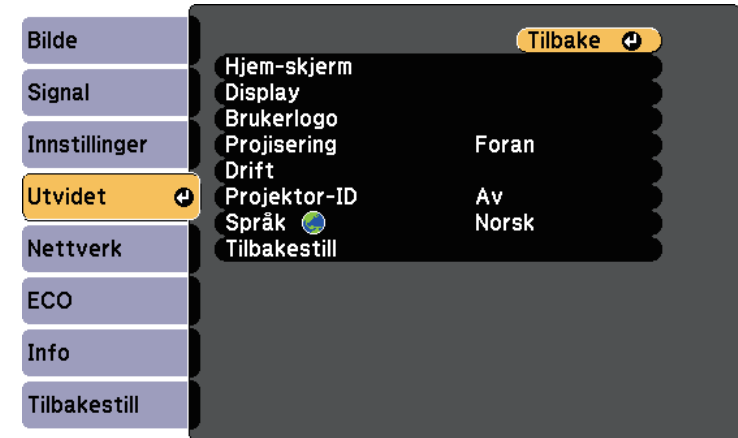 Bilde
Signal
Innstillinger
Utvidet
Nettverk
ECO
Info
Tilbakestill
Tilbake
Hjem-skjerm
Display
Brukerlogo
Projisering Foran
Drift
Projektor-ID Av
Språk Norsk
Tilbakestill